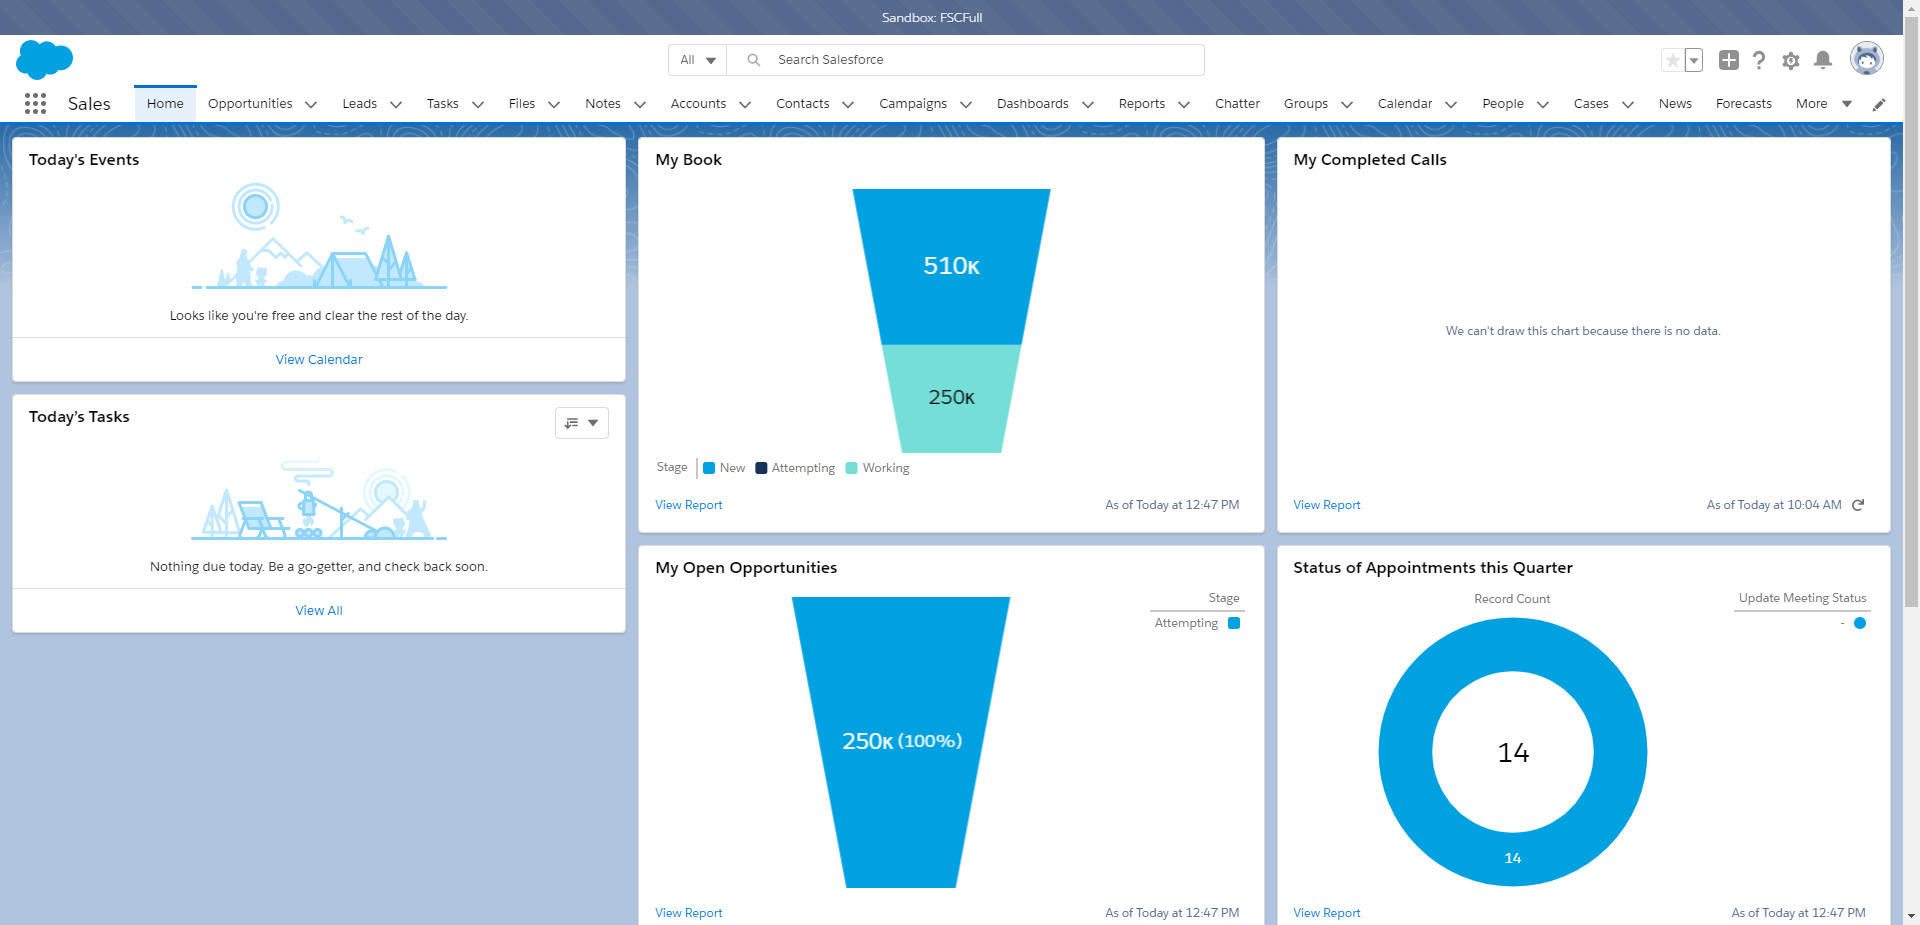 Sandbox: FSCFull
All
Search Salesforce
Sales
Home
Opportunities
Leads
Tasks
Files
Notes
Accounts
Contacts
Campaigns
Dashboards
Reports
Chatter
Groups
Calendar
People
Cases
News
Forecasts
More
Today's Events
Looks like you're free and clear the rest of the day.
View Calendar
Today’s Tasks
Nothing due today. Be a go-getter, and check back soon.
View All
My Book
510K
250K
Stage
New
Attempting
Working
View Report
As of Today at 12:47 PM
My Completed Calls
We can't draw this chart because there is no data.
View Report
As of Today at 10:04 AM
My Open Opportunities
Stage
Attempting
250K (100%)
View Report
As of Today at 12:47 PM
Status of Appointments this Quarter
Record Count
Update Meeting Status
-
14
14
View Report
As of Today at 12:47 PM